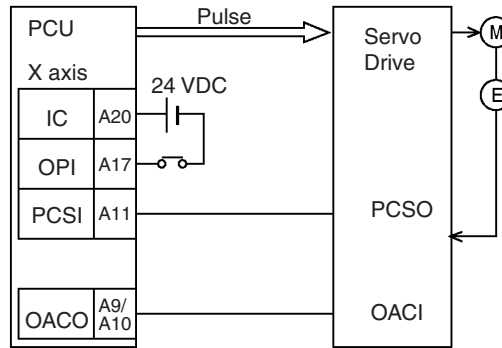 PCU
Pulse
Servo
Drive
M
X axis
24 VDC
IC A20
E
OPI A17
PCSI A11
PCSO
OACO A9/
A10
OACI